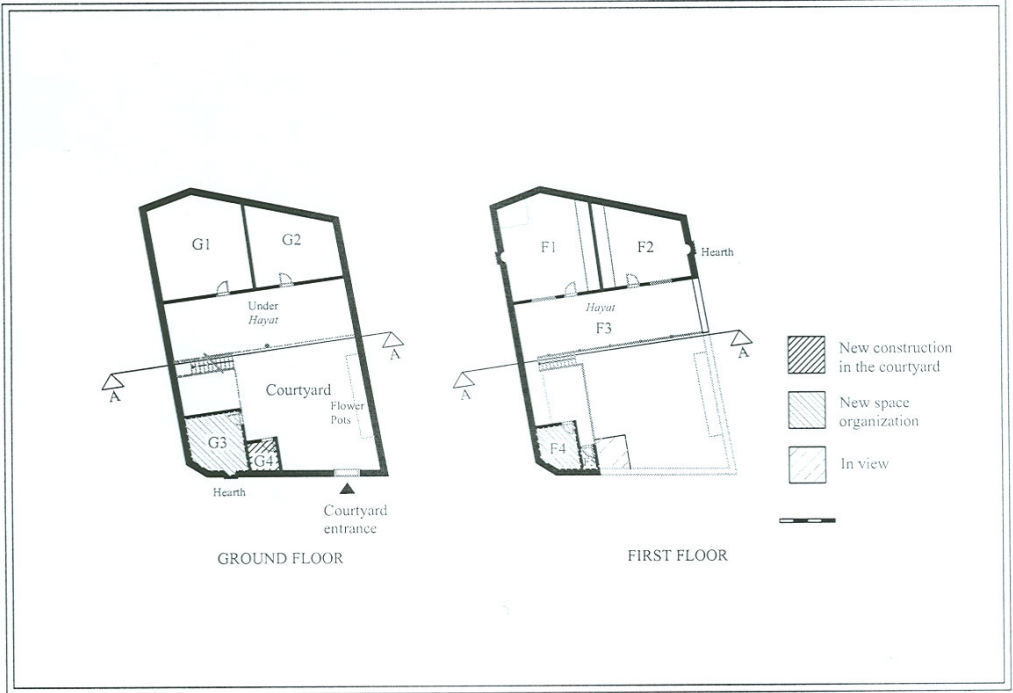 G1
G2
Under
Hayat
A
A
Courtyard
Flower
Pots
G3
G4
Hearth
Courtyard
entrance
GROUND FLOOR
F1
F2
Hearth
Hayat
F3
A
A
F4
FIRST FLOOR
New construction
in the courtyard
New space
organization
In view